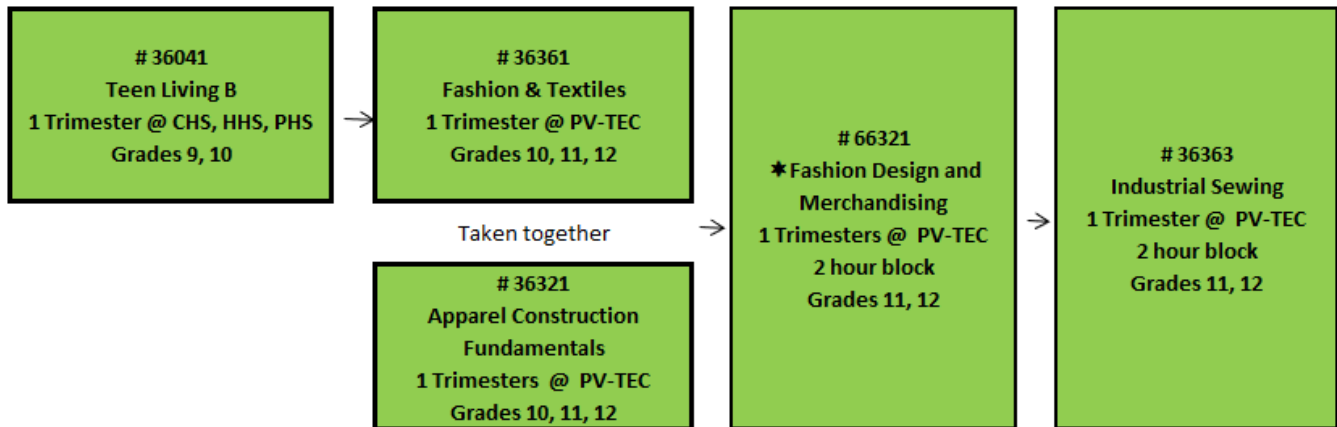 # 36041
Teen Living B
1 Trimester @ CHS, HHS, PHS
Grades 9, 10
# 36361
Fashion & Textiles
1 Trimester @ PV-TEC
Grades 10, 11, 12
Taken together
# 36321
Apparel Construction
Fundamentals
1 Trimesters @ PV-TEC
Grades 10, 11, 12
# 66321
✶Fashion Design and
Merchandising
1 Trimesters @ PV-TEC
2 hour block
Grades 11, 12
# 36363
Industrial Sewing
1 Trimester @ PV-TEC
2 hour block
Grades 11, 12